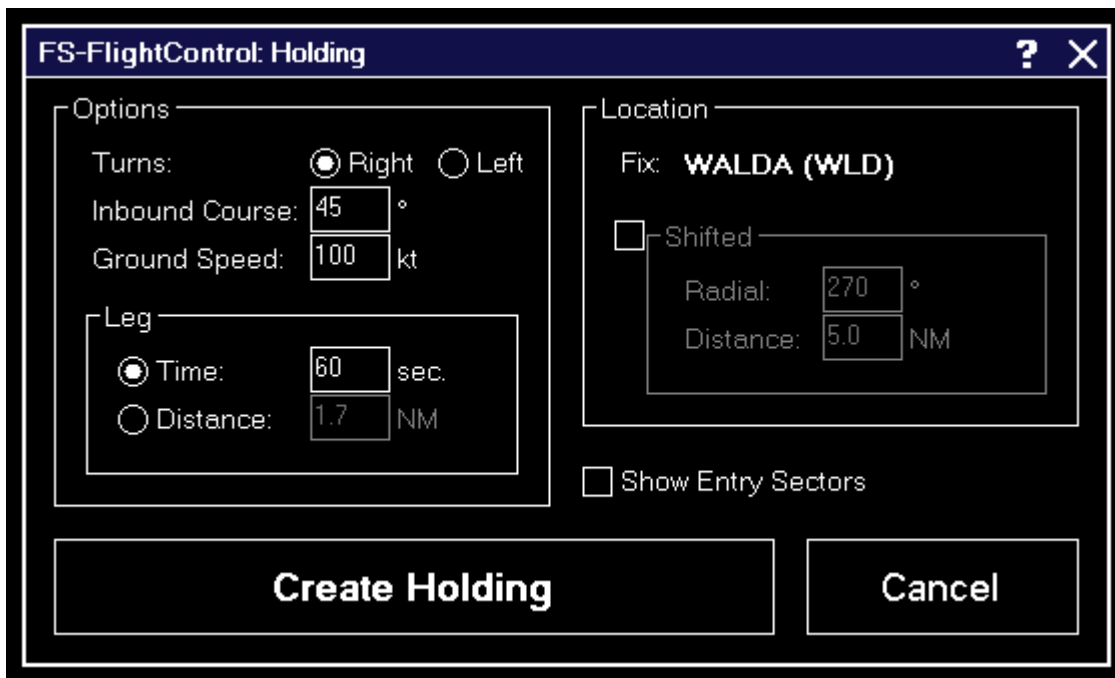 FS-FlightControl: Holding ?
Options
Turns: Right Left
Inbound Course: 45 °
Ground Speed: 100 kt
Leg
Time: 60 sec.
Distance: 1.7 NM
Location
Fix: WALDA (WLD)
Shifted
Radial: 270 °
Distance: 5.0 NM
Show Entry Sectors
Create Holding
Cancel